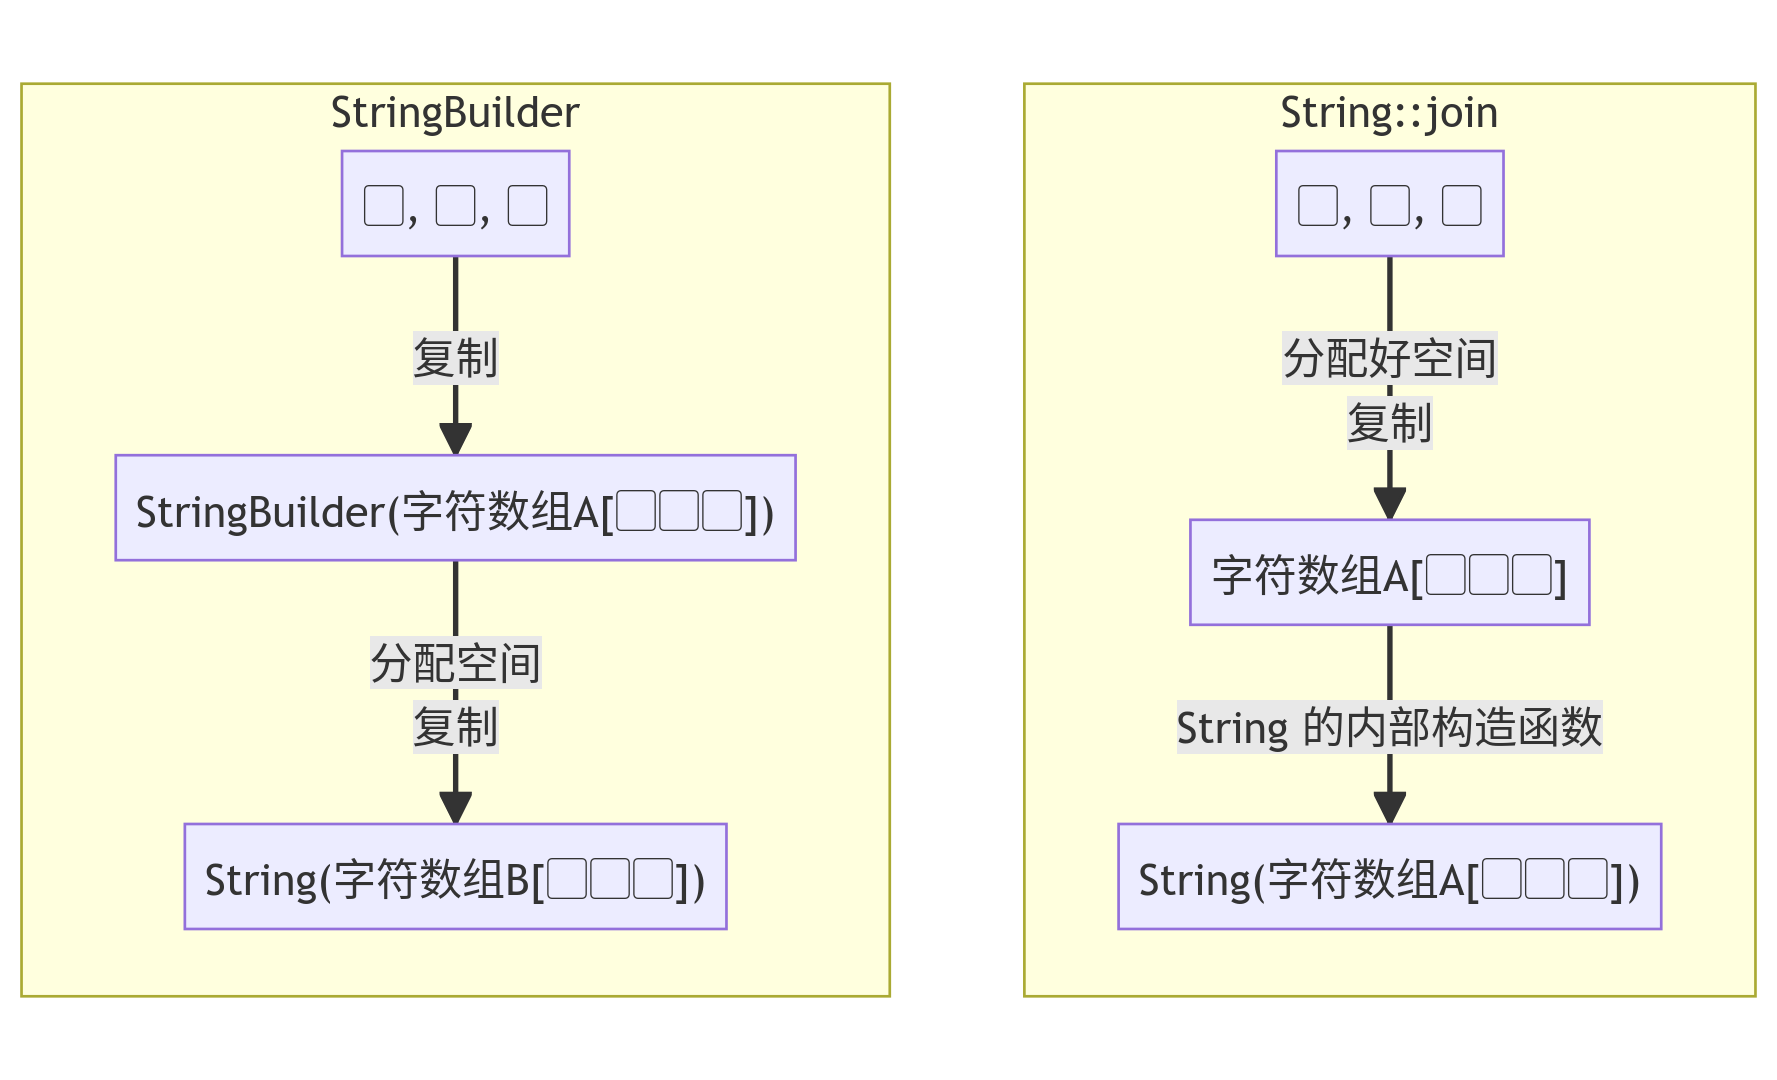 StringBuilder
□, □, □
复制
StringBuilder(字符数组A[□□□])
分配空间
复制
String(字符数组B[□□□])
String::join
□, □, □
分配好空间
复制
字符数组A[□□□]
String 的内部构造函数
String(字符数组A[□□□])